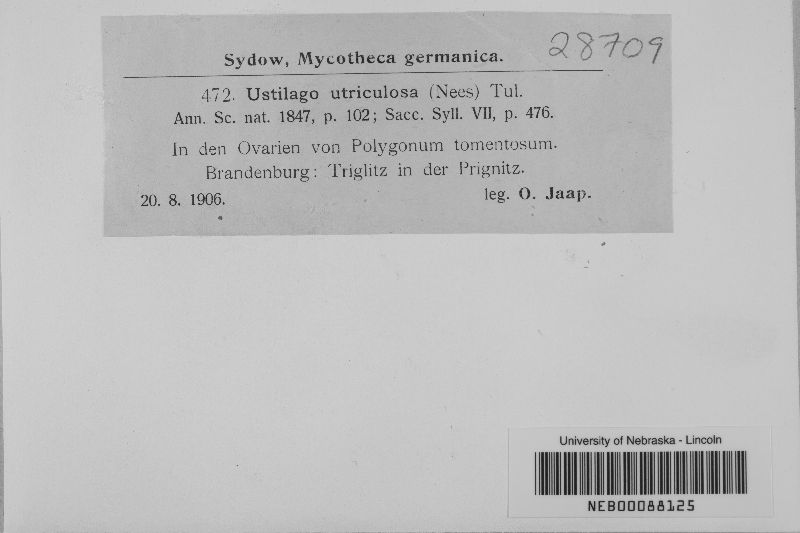 28709
Sydow, Mycotheca germanica.
472. Ustilago utriculosa (Nees) Tul.
Ann. Sc. nat. 1847, p. 102; Sacc. Syll. VII, p. 476.
In den Ovarien von Polygonum tomentosum.
Brandenburg: Triglitz in der Prignitz.
20. 8. 1906. leg. O. Jaap.
University of Nebraska - Lincoln
NEB00088125